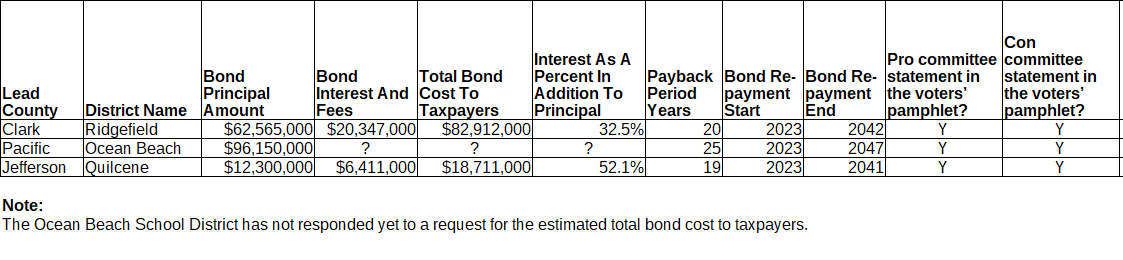 Lead County District Name Bond Principal Amount Bond Interest And Fees Total Bond Cost To Taxpayers Interest As A Percent In Addition To Principal Payback Period Years Bond Re-payment Start Bond Re-payment End Pro committee statement in the voters’ pamphlet? Con committee statement in the voters’ pamphlet?
Clark Ridgefield $62,565,000 $20,347,000 $82,912,000 32.5% 20 2023 2042 Y Y
Pacific Ocean Beach $96,150,000 ? ? ? 25 2023 2047 Y Y
Jefferson Quilcene $12,300,000 $6,411,000 $18,711,000 52.1% 19 2023 2041 Y Y
Note:
The Ocean Beach School District has not responded yet to a request for the estimated total bond cost to taxpayers.